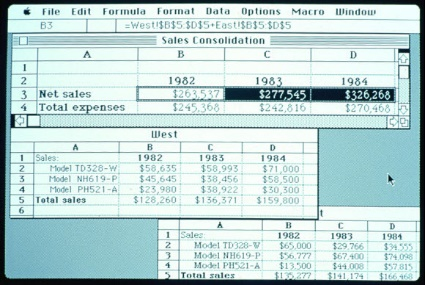 File Edit Formula Format Data Options Macro Window
B3 =West!$B$5:$D$5+East!$B$5:$D$5
Sales Consolidation
A B C D
1
2 1982 1983 1984
3 Net sales $263,537 $277,545 $326,268
4 Total expenses $245,368 $242,816 $270,468
West
A B C D
1 Sales: 1982 1983 1984
2 Model TD328-W $58,635 $58,993 $71,000
3 Model NH619-P $45,645 $38,456 $58,500
4 Model PH521-A $23,980 $38,922 $30,300
5 Total sales $128,260 $136,371 $159,800
6
t
A B C D
1 Sales: 1982 1983 1984
2 Model TD328-W $65,000 $29,766 $34,555
3 Model NH619-P $56,777 $67,400 $74,098
4 Model PH521-A $13,500 $44,008 $57,815
5 Total sales $135,277 $141,174 $166,468